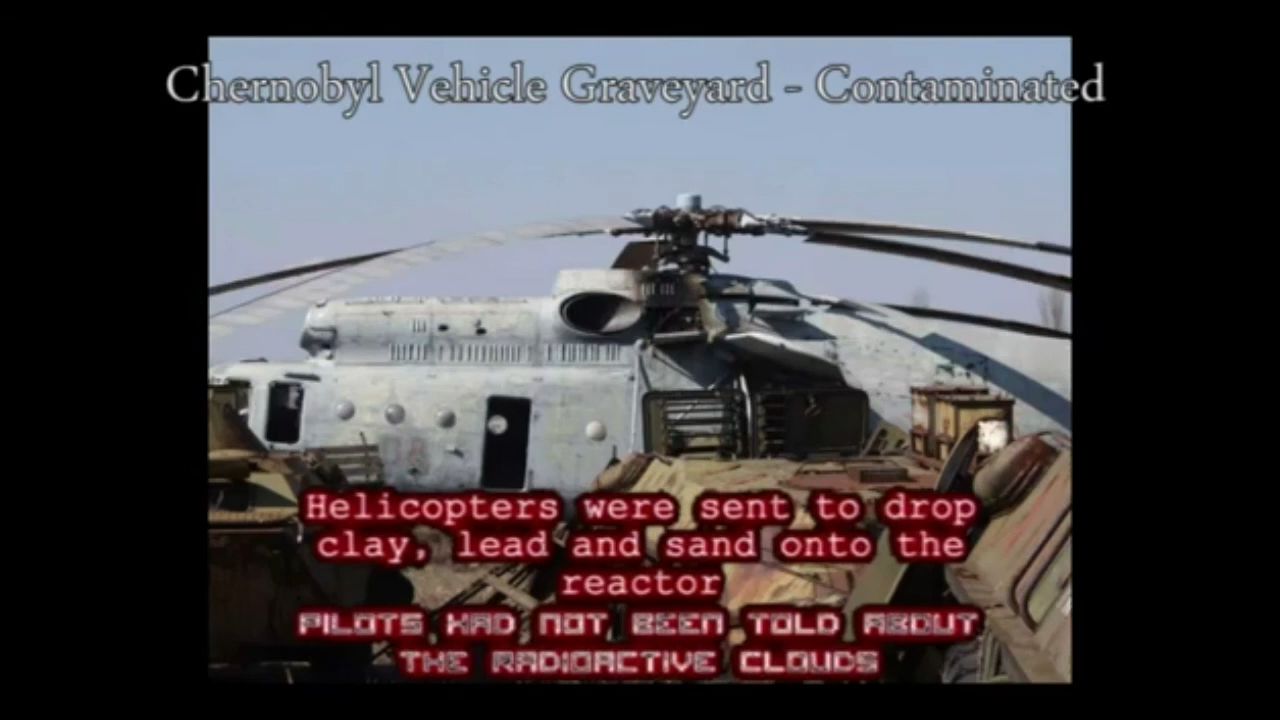 Chernobyl Vehicle Graveyard - Contaminated
Helicopters were sent to drop
clay, lead and sand onto the
reactor
PILOTS HAD NOT BEEN TOLD ABOUT
THE RADIOACTIVE CLOUDS